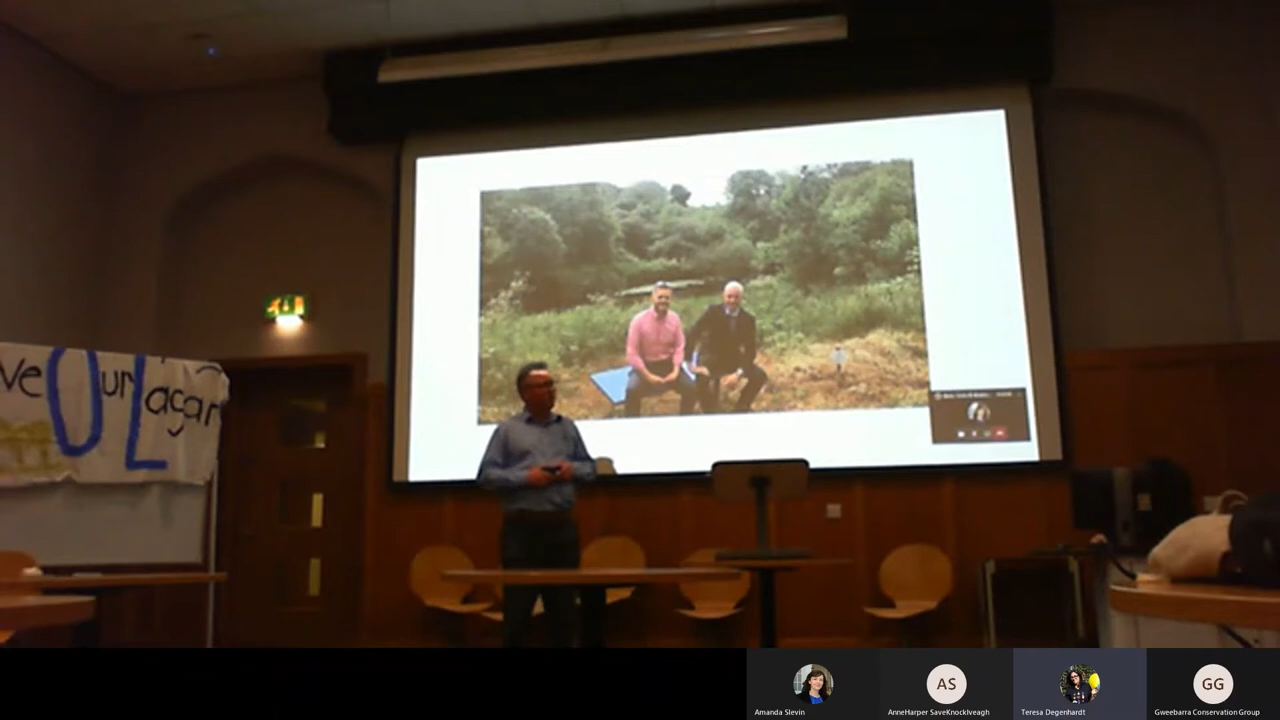 ve Our Lagan
AS
GG
Amanda Slevin
AnneHarper SaveKnockIveagh
Teresa Degenhardt
Gweebarra Conservation Group